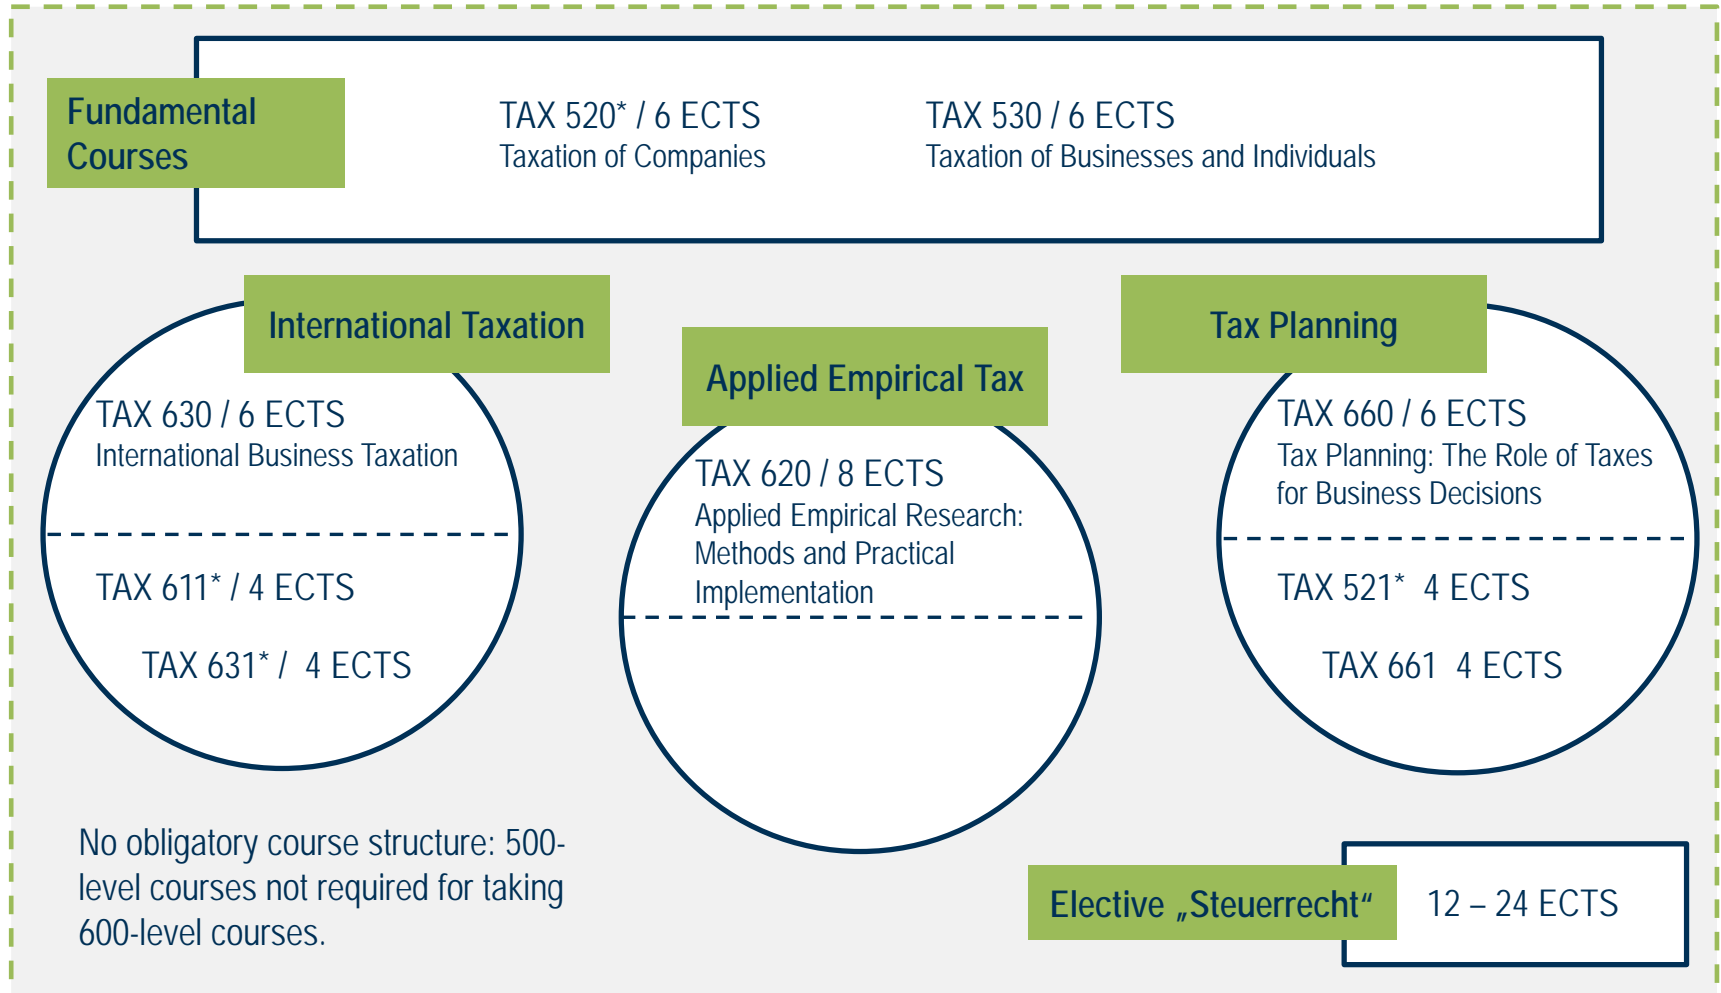 Fundamental
Courses
TAX 520* / 6 ECTS
Taxation of Companies
TAX 530 / 6 ECTS
Taxation of Businesses and Individuals
International Taxation
TAX 630 / 6 ECTS
International Business Taxation
TAX 611* / 4 ECTS
TAX 631* /  4 ECTS
Applied Empirical Tax
TAX 620 / 8 ECTS
Applied Empirical Research:
Methods and Practical
Implementation
Tax Planning
TAX 660 / 6 ECTS
Tax Planning: The Role of Taxes
for Business Decisions
TAX 521*  4 ECTS
TAX 661  4 ECTS
No obligatory course structure: 500-
level courses not required for taking
600-level courses.
Elective „Steuerrecht“
12 – 24 ECTS